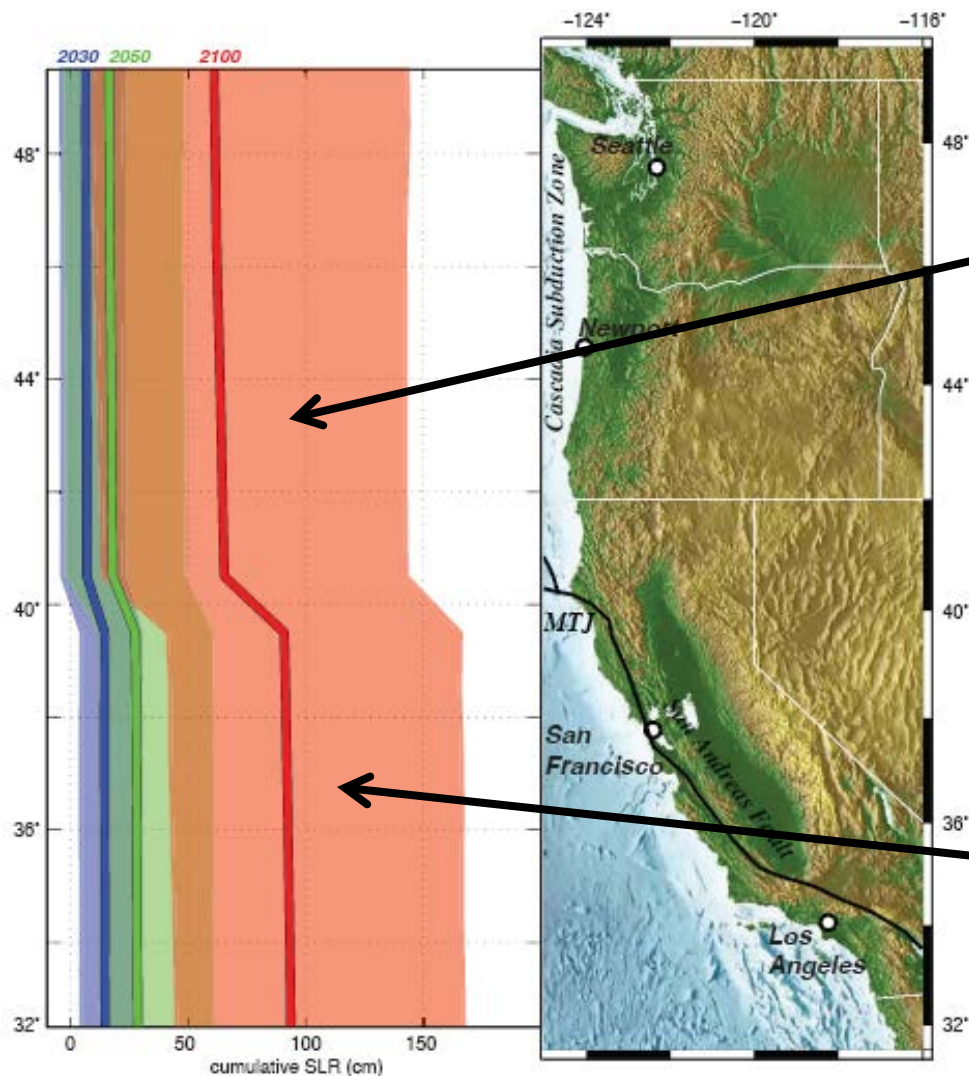 2030 2050 2100
48°
44°
40°
36°
32°
0 50 100 150
cumulative SLR (cm)
-124° -120° -116°
48°
44°
40°
36°
32°
Seattle
Cascadia Subduction Zone
Newport
MTJ
San
Francisco
San Andreas Fault
Los
Angeles